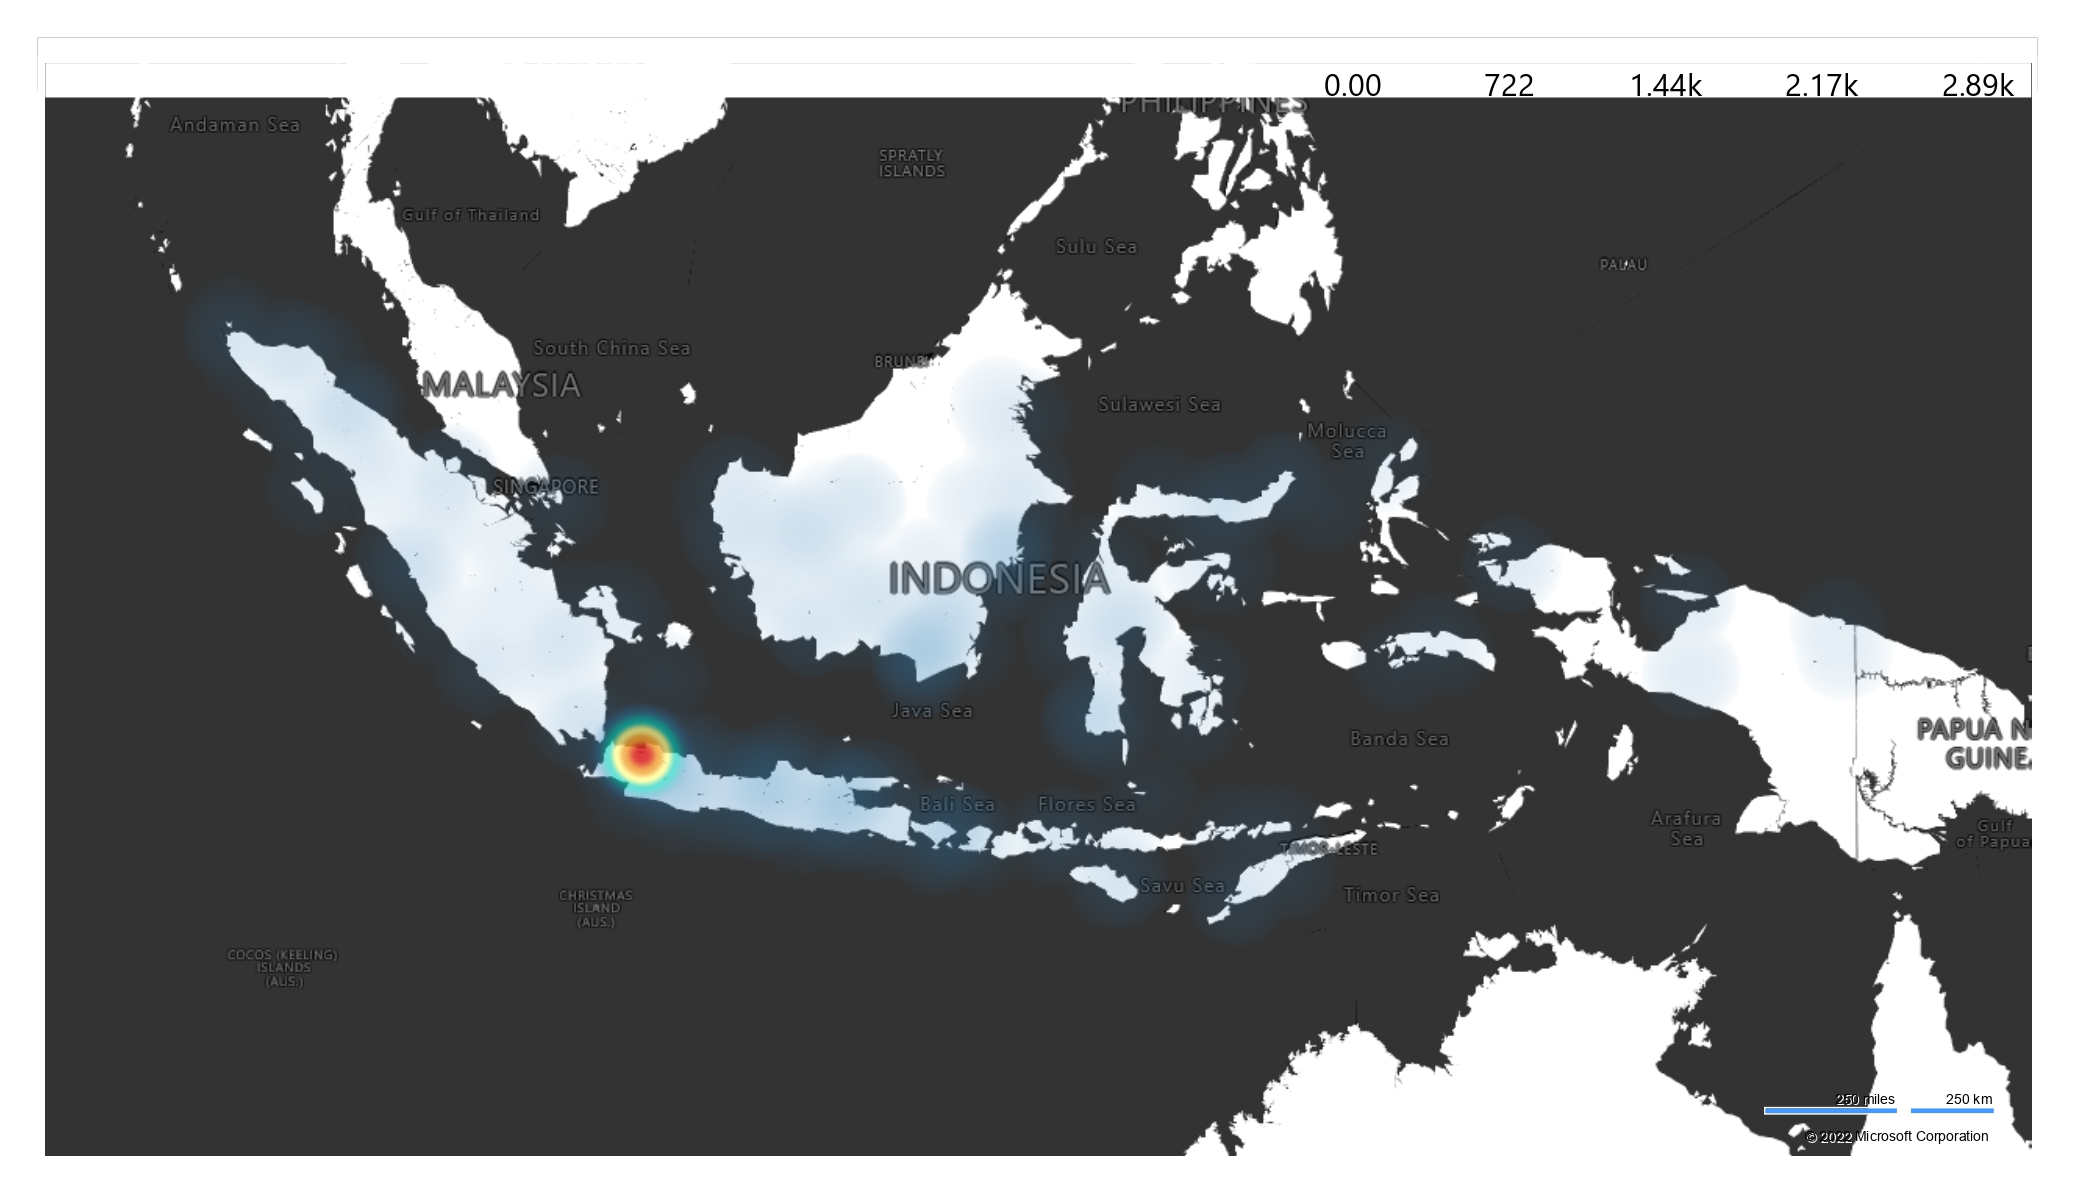 0.00 722 1.44k 2.17k 2.89k
PHILIPPINES
Andaman Sea
SPRATLY
ISLANDS
Gulf of Thailand
Sulu Sea
PALAU
South China Sea
BRUNEI
MALAYSIA
Sulawesi Sea
Molucca
Sea
SINGAPORE
INDONESIA
Java Sea
Banda Sea
PAPUA N
GUINE
Bali Sea
Flores Sea
Arafura
Sea
Gulf
of Papua
TIMOR-LESTE
Savu Sea
Timor Sea
CHRISTMAS
ISLAND
(AUS.)
COCOS (KEELING)
ISLANDS
(AUS.)
250 miles 250 km
© 2022 Microsoft Corporation